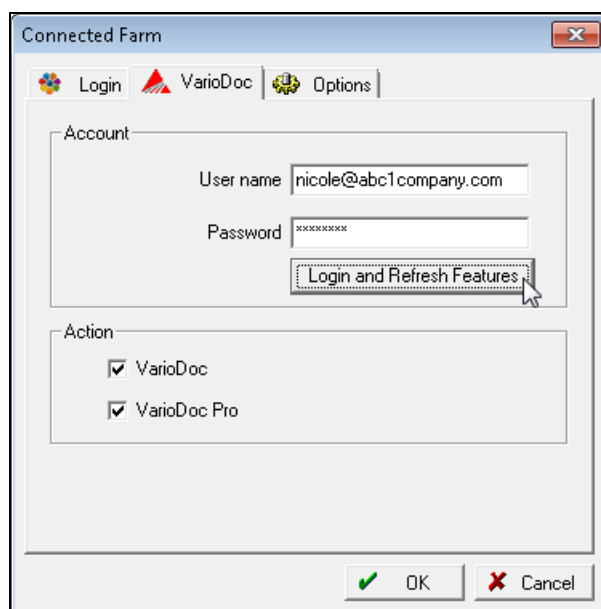 Connected Farm
Login VarioDoc Options
Account
User name nicole@abc1company.com
Password ********
Login and Refresh Features
Action
VarioDoc
VarioDoc Pro
OK Cancel